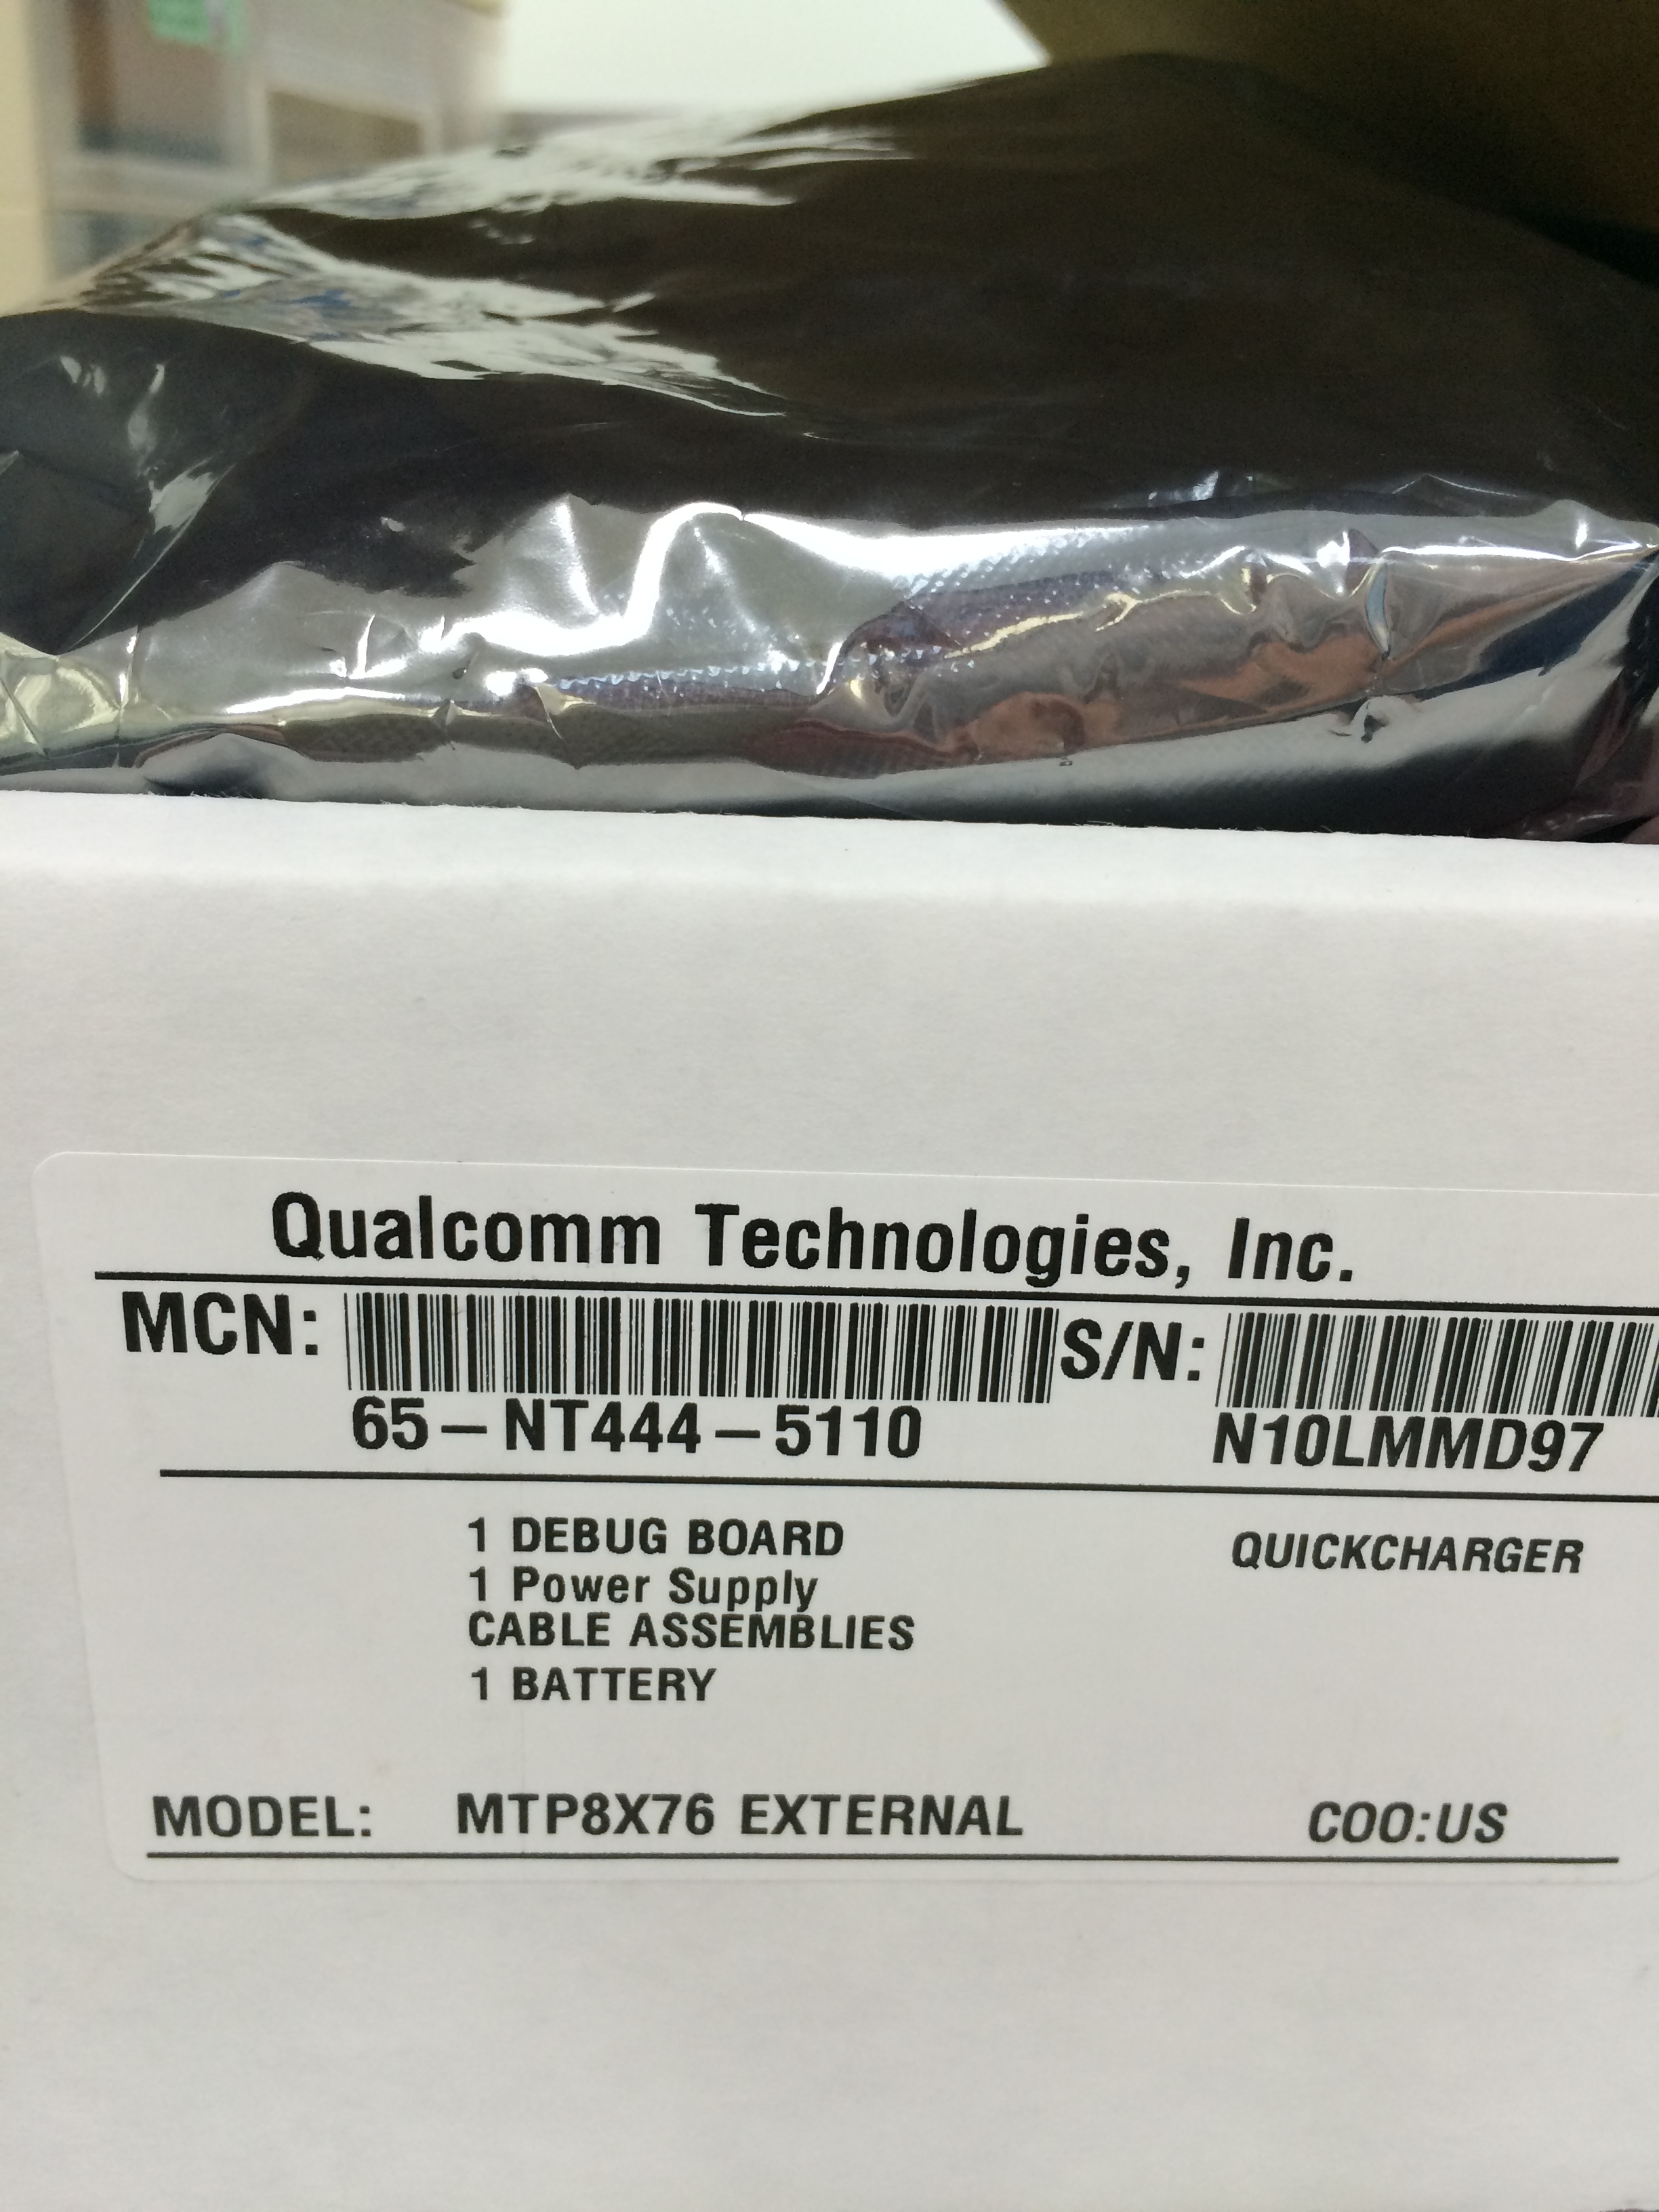 Qualcomm Technologies, Inc.
MCN: S/N:
65-NT444-5110 N10LMMD97
1 DEBUG BOARD QUICKCHARGER
1 Power Supply
CABLE ASSEMBLIES
1 BATTERY
MODEL: MTP8X76 EXTERNAL COO:US